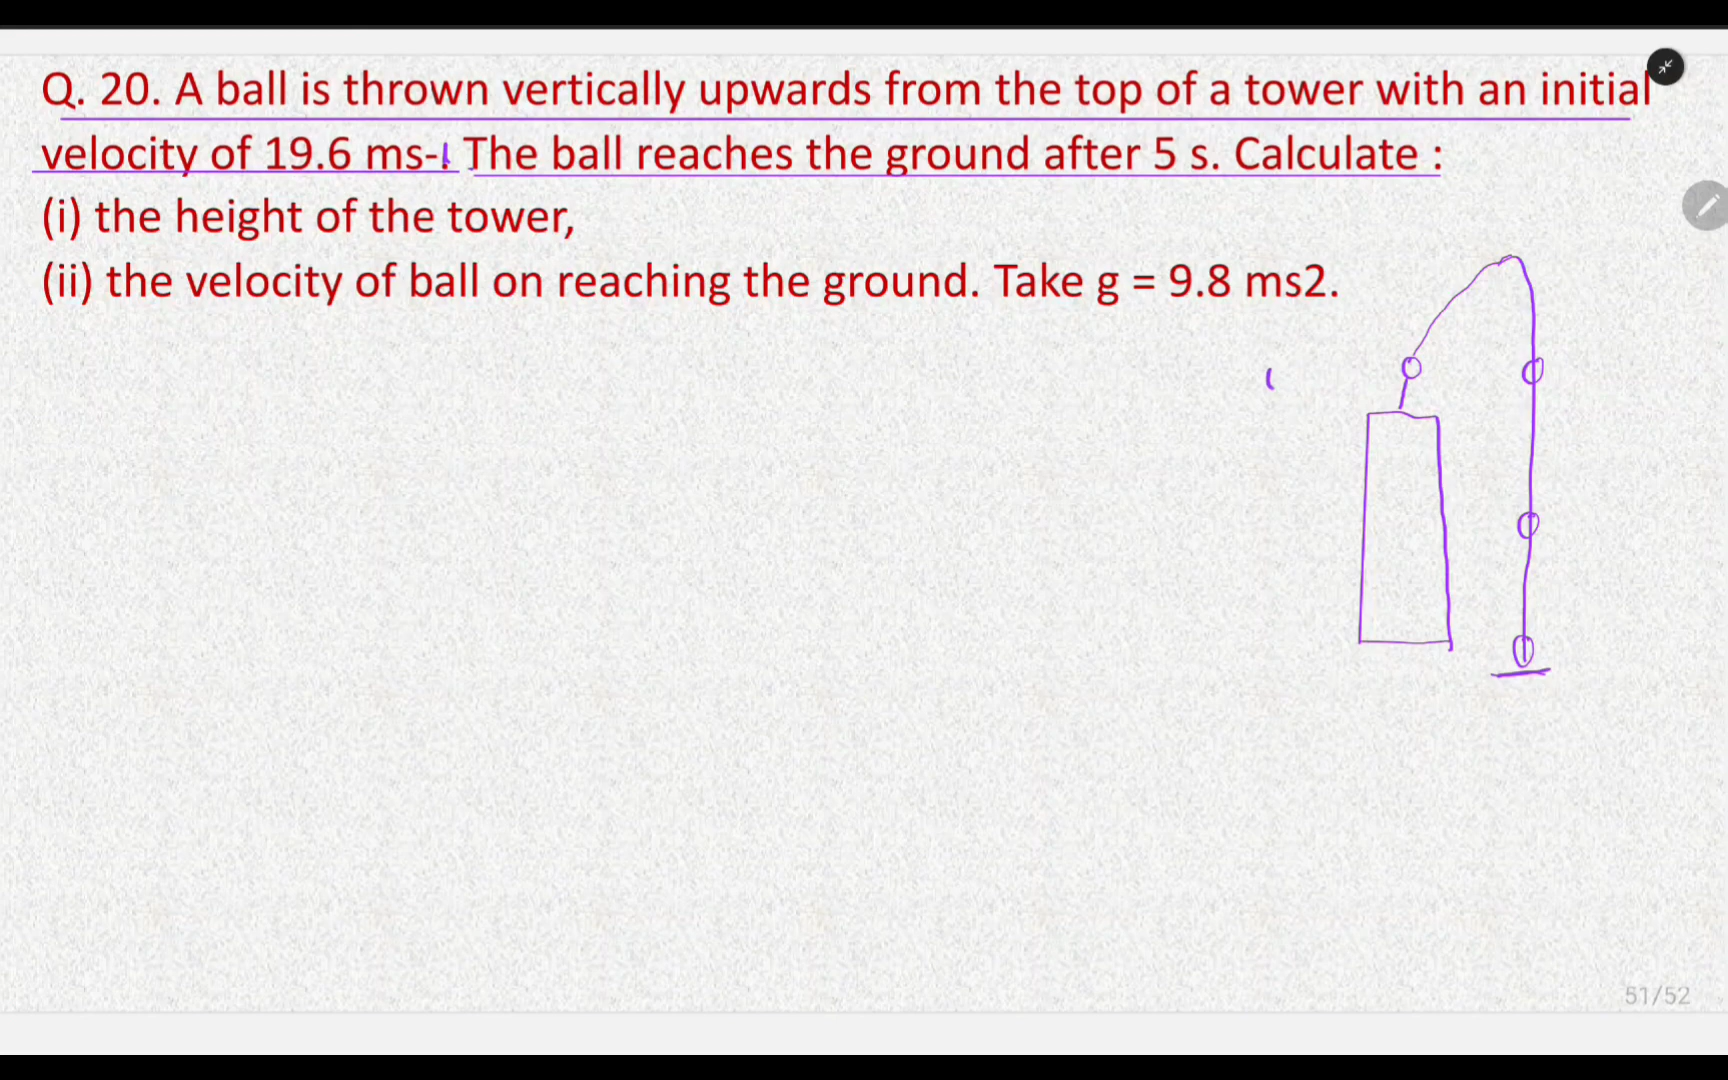 Q. 20. A ball is thrown vertically upwards from the top of a tower with an initial
velocity of 19.6 ms-1 The ball reaches the ground after 5 s. Calculate :
(i) the height of the tower,
(ii) the velocity of ball on reaching the ground. Take g = 9.8 ms2.
51/52